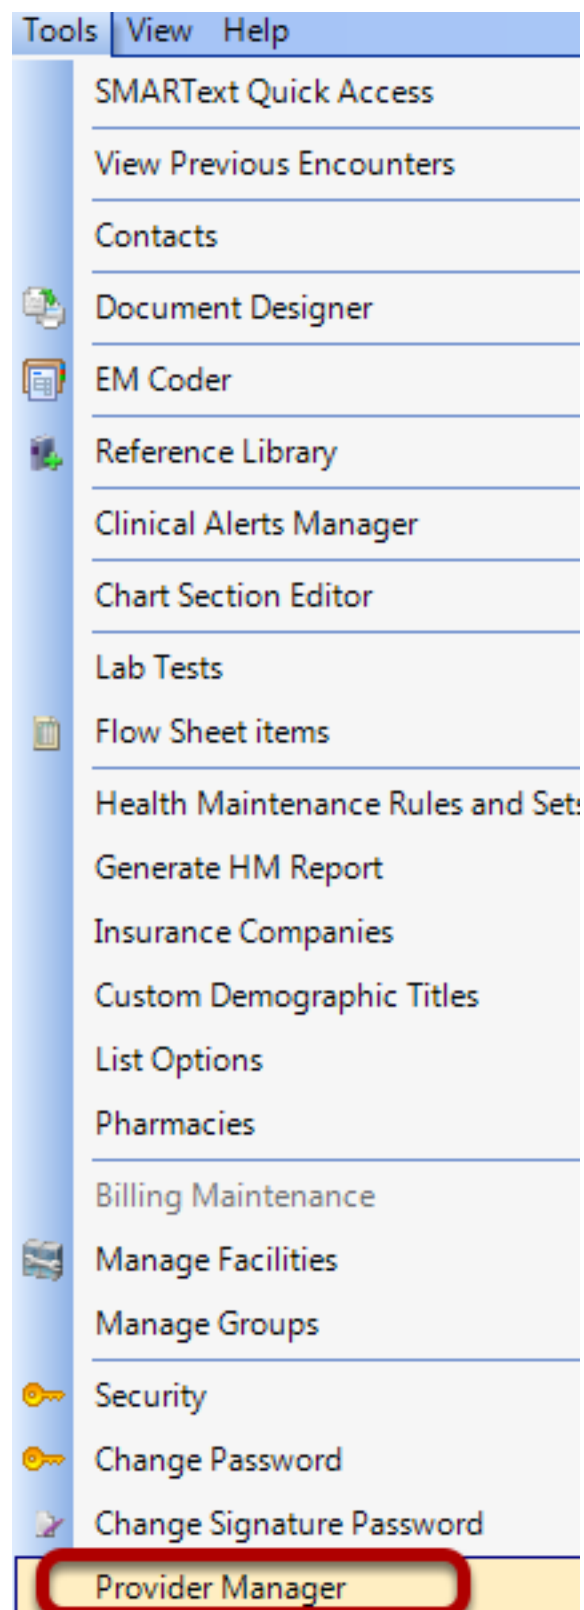 Tools View Help
SMARText Quick Access
View Previous Encounters
Contacts
Document Designer
EM Coder
Reference Library
Clinical Alerts Manager
Chart Section Editor
Lab Tests
Flow Sheet items
Health Maintenance Rules and Sets
Generate HM Report
Insurance Companies
Custom Demographic Titles
List Options
Pharmacies
Billing Maintenance
Manage Facilities
Manage Groups
Security
Change Password
Change Signature Password
Provider Manager